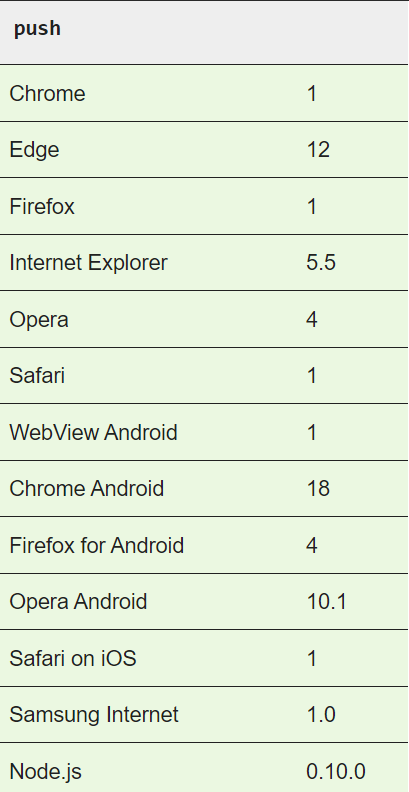 push
Chrome 1
Edge 12
Firefox 1
Internet Explorer 5.5
Opera 4
Safari 1
WebView Android 1
Chrome Android 18
Firefox for Android 4
Opera Android 10.1
Safari on iOS 1
Samsung Internet 1.0
Node.js 0.10.0